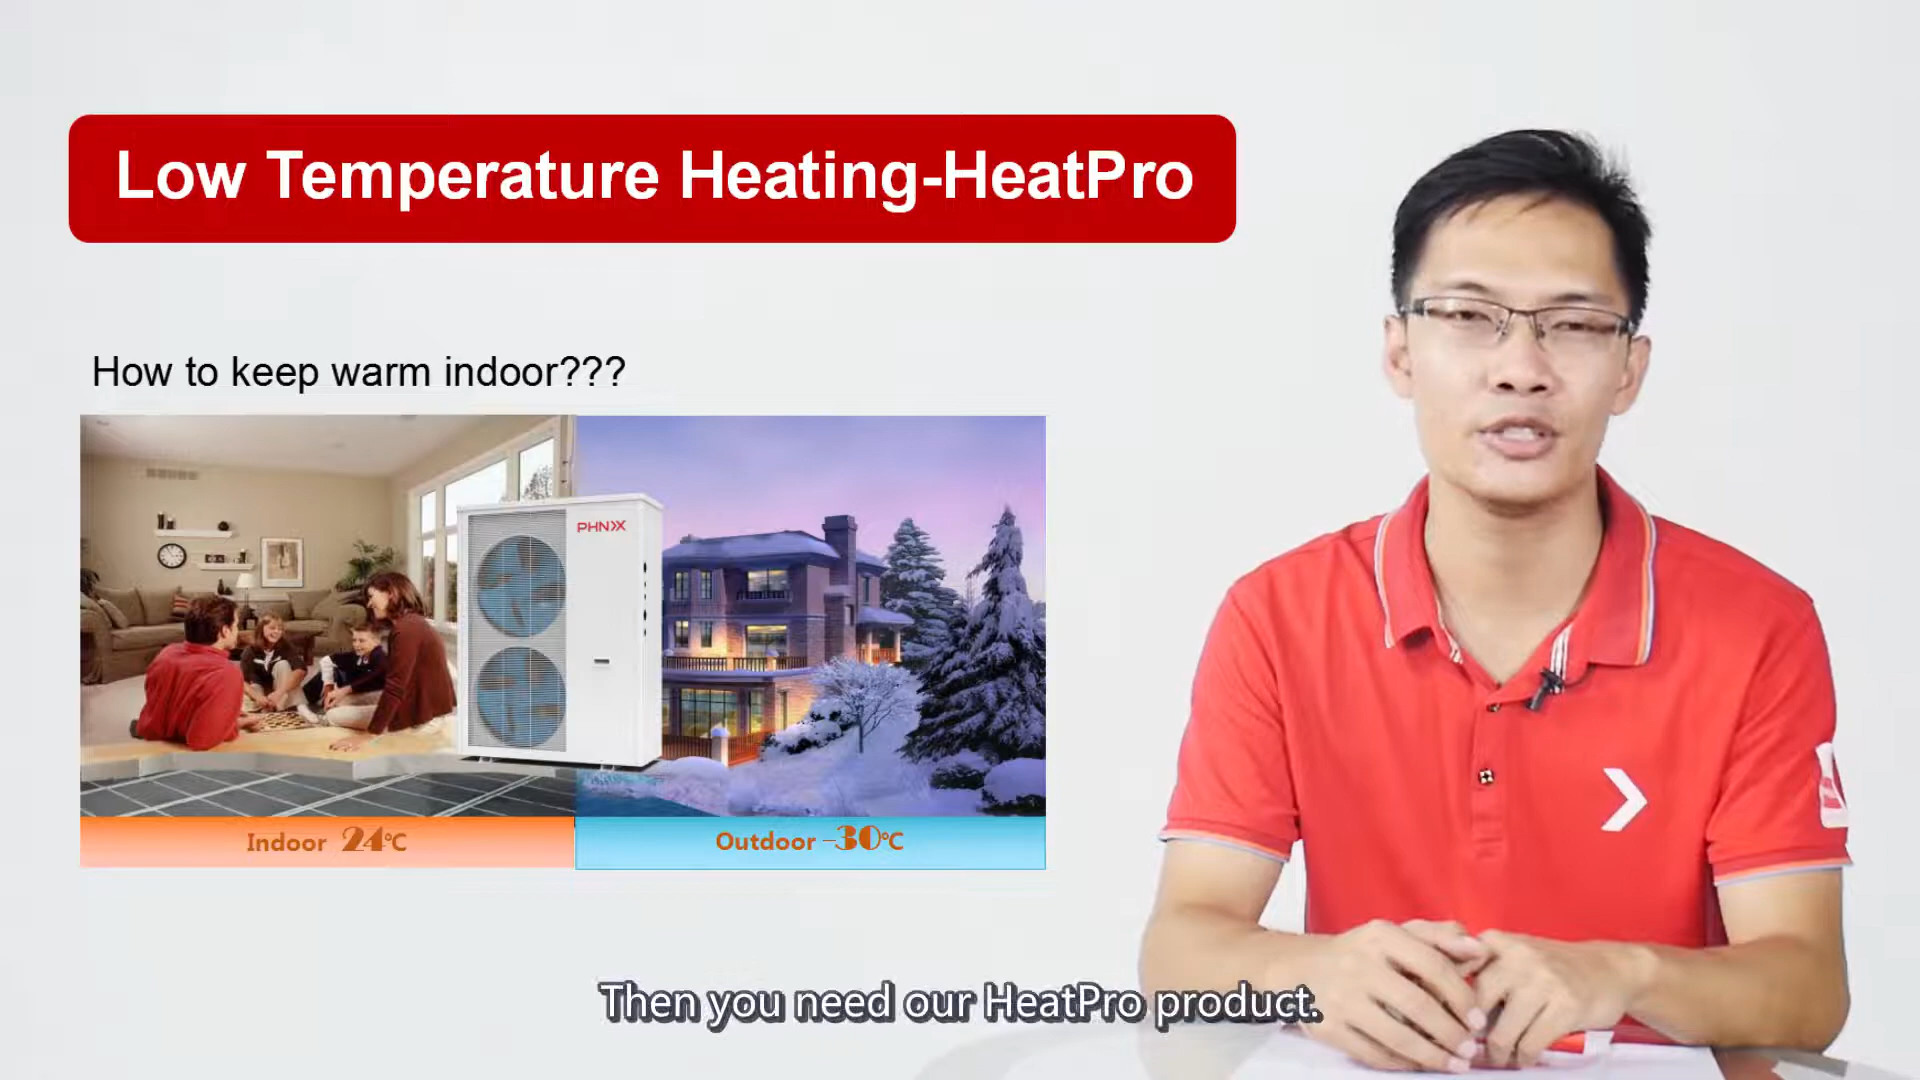 Low Temperature Heating-HeatPro
How to keep warm indoor???
PHNIX
Indoor 24℃
Outdoor -30℃
Then you need our HeatPro product.